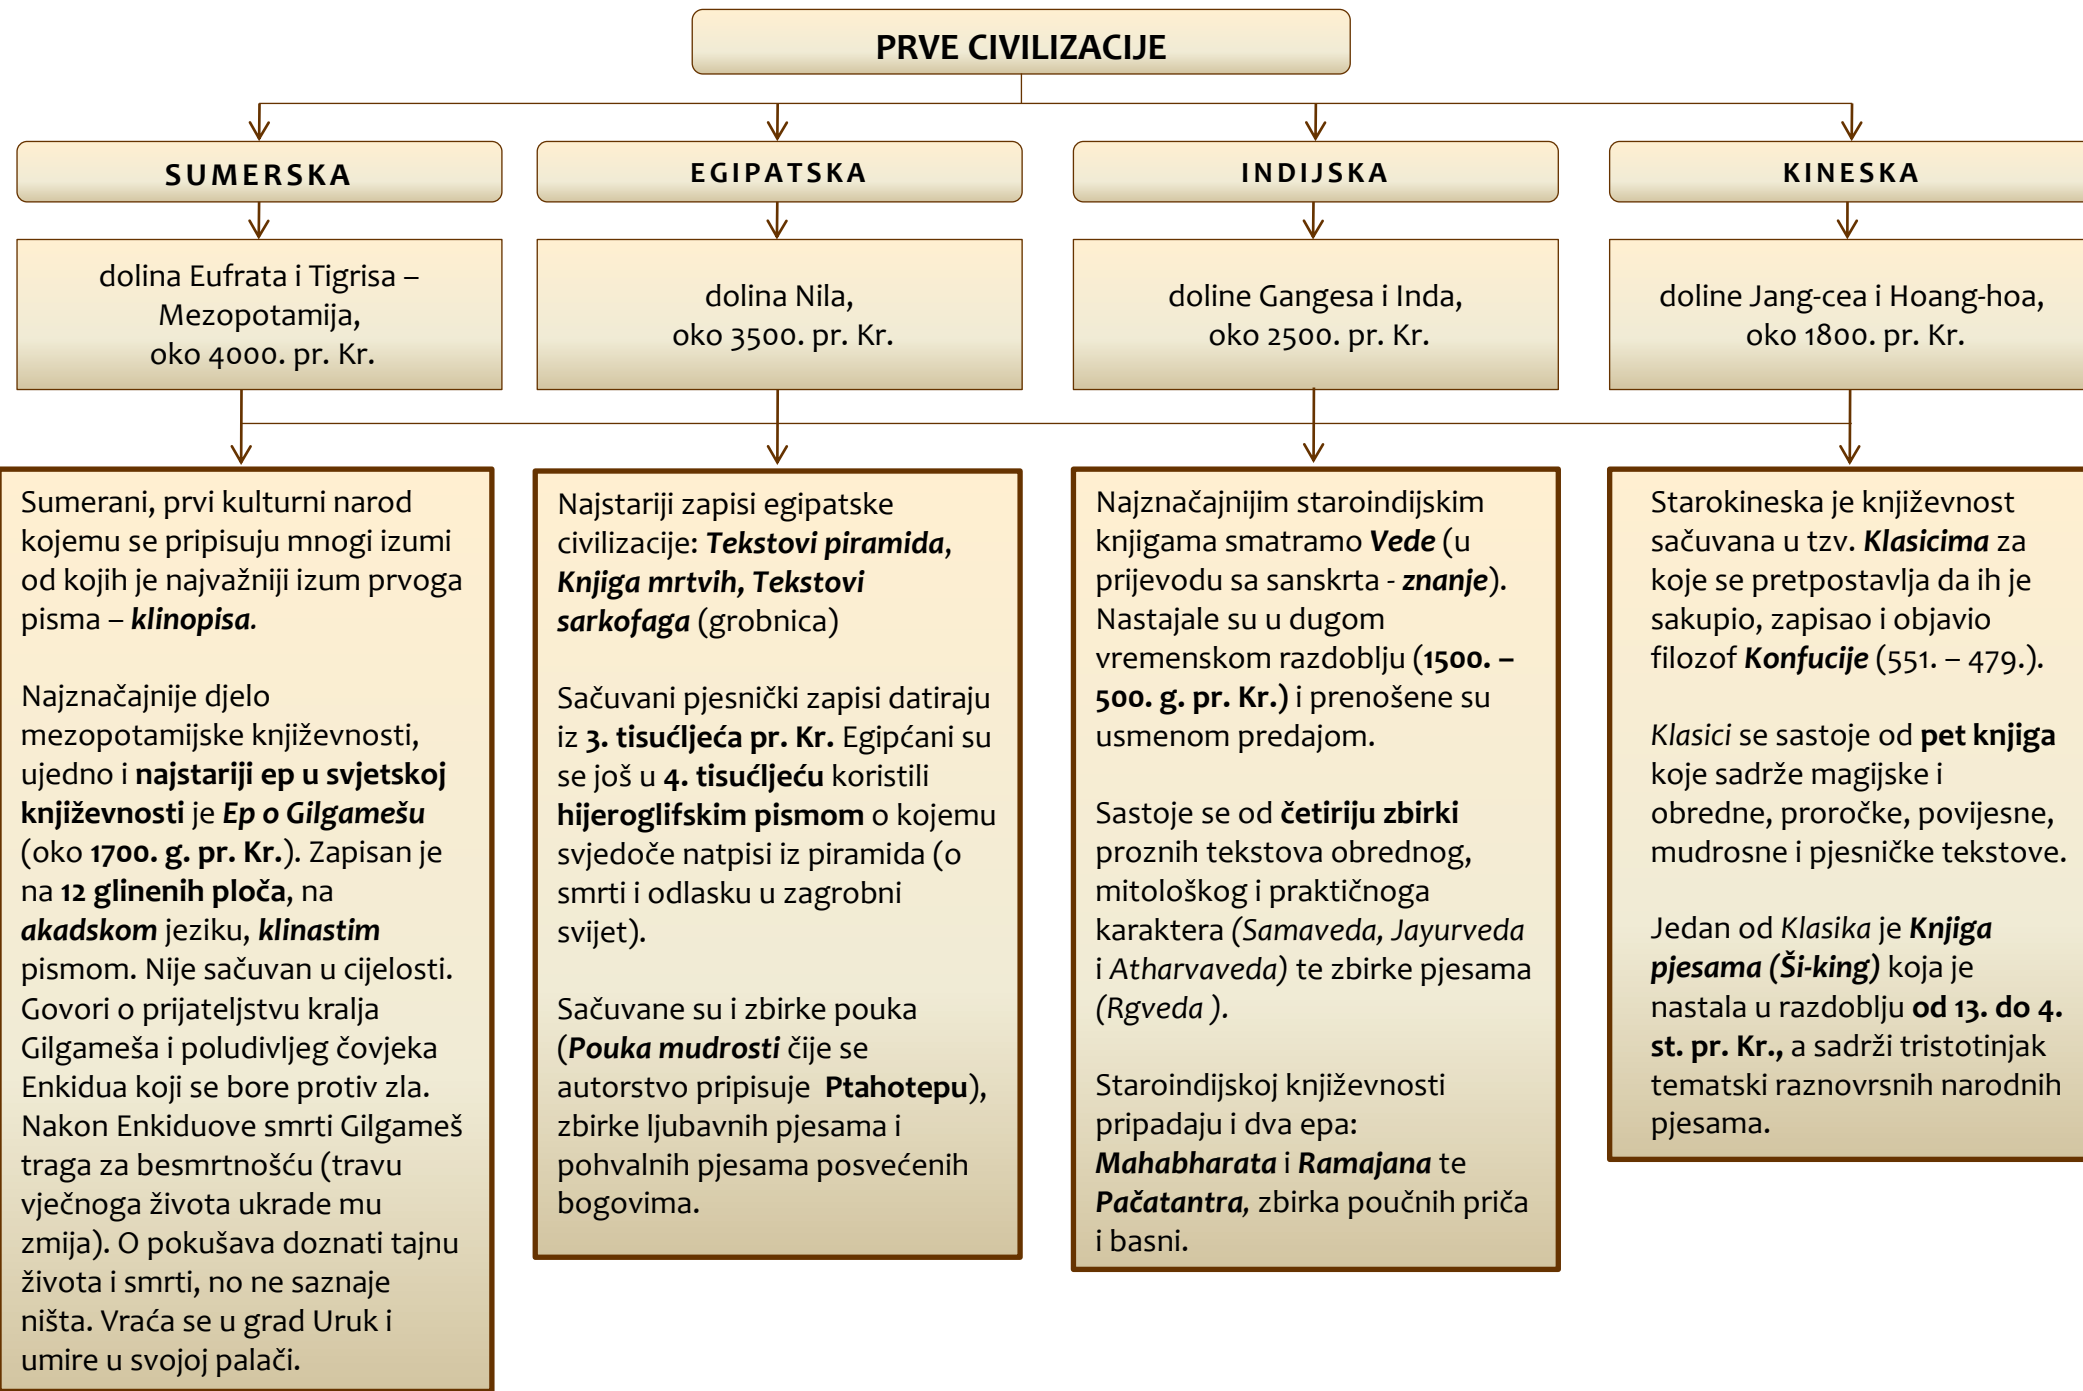 PRVE CIVILIZACIJE
SUMERSKA
EGIPATSKA
INDIJSKA
KINESKA
dolina Eufrata i Tigrisa –
Mezopotamija,
oko 4000. pr. Kr.
dolina Nila,
oko 3500. pr. Kr.
doline Gangesa i Inda,
oko 2500. pr. Kr.
doline Jang-cea i Hoang-hoa,
oko 1800. pr. Kr.
Sumerani, prvi kulturni narod
kojemu se pripisuju mnogi izumi
od kojih je najvažniji izum prvoga
pisma – klinopisa.
Najznačajnije djelo
mezopotamijske književnosti,
ujedno i najstariji ep u svjetskoj
književnosti je Ep o Gilgamešu
(oko 1700. g. pr. Kr.). Zapisan je
na 12 glinenih ploča, na
akadskom jeziku, klinastim
pismom. Nije sačuvan u cijelosti.
Govori o prijateljstvu kralja
Gilgameša i poludivljeg čovjeka
Enkidua koji se bore protiv zla.
Nakon Enkiduove smrti Gilgameš
traga za besmrtnošću (travu
vječnoga života ukrade mu
zmija). O pokušava doznati tajnu
života i smrti, no ne saznaje
ništa. Vraća se u grad Uruk i
umire u svojoj palači.
Najstariji zapisi egipatske
civilizacije: Tekstovi piramida,
Knjiga mrtvih, Tekstovi
sarkofaga (grobnica)
Sačuvani pjesnički zapisi datiraju
iz 3. tisućljeća pr. Kr. Egipćani su
se još u 4. tisućljeću koristili
hijeroglifskim pismom o kojemu
svjedoče natpisi iz piramida (o
smrti i odlasku u zagrobni
svijet).
Sačuvane su i zbirke pouka
(Pouka mudrosti čije se
autorstvo pripisuje Ptahotepu),
zbirke ljubavnih pjesama i
pohvalnih pjesama posvećenih
bogovima.
Najznačajnijim staroindijskim
knjigama smatramo Vede (u
prijevodu sa sanskrta - znanje).
Nastajale su u dugom
vremenskom razdoblju (1500. –
500. g. pr. Kr.) i prenošene su
usmenom predajom.
Sastoje se od četiriju zbirki
proznih tekstova obrednog,
mitološkog i praktičnoga
karaktera (Samaveda, Jayurveda
i Atharvaveda) te zbirke pjesama
(Rgveda ).
Staroindijskoj književnosti
pripadaju i dva epa:
Mahabharata i Ramajana te
Pačatantra, zbirka poučnih priča
i basni.
Starokineska je književnost
sačuvana u tzv. Klasicima za
koje se pretpostavlja da ih je
sakupio, zapisao i objavio
filozof Konfucije (551. – 479.).
Klasici se sastoje od pet knjiga
koje sadrže magijske i
obredne, proročke, povijesne,
mudrosne i pjesničke tekstove.
Jedan od Klasika je Knjiga
pjesama (Ši-king) koja je
nastala u razdoblju od 13. do 4.
st. pr. Kr., a sadrži tristotinjak
tematski raznovrsnih narodnih
pjesama.